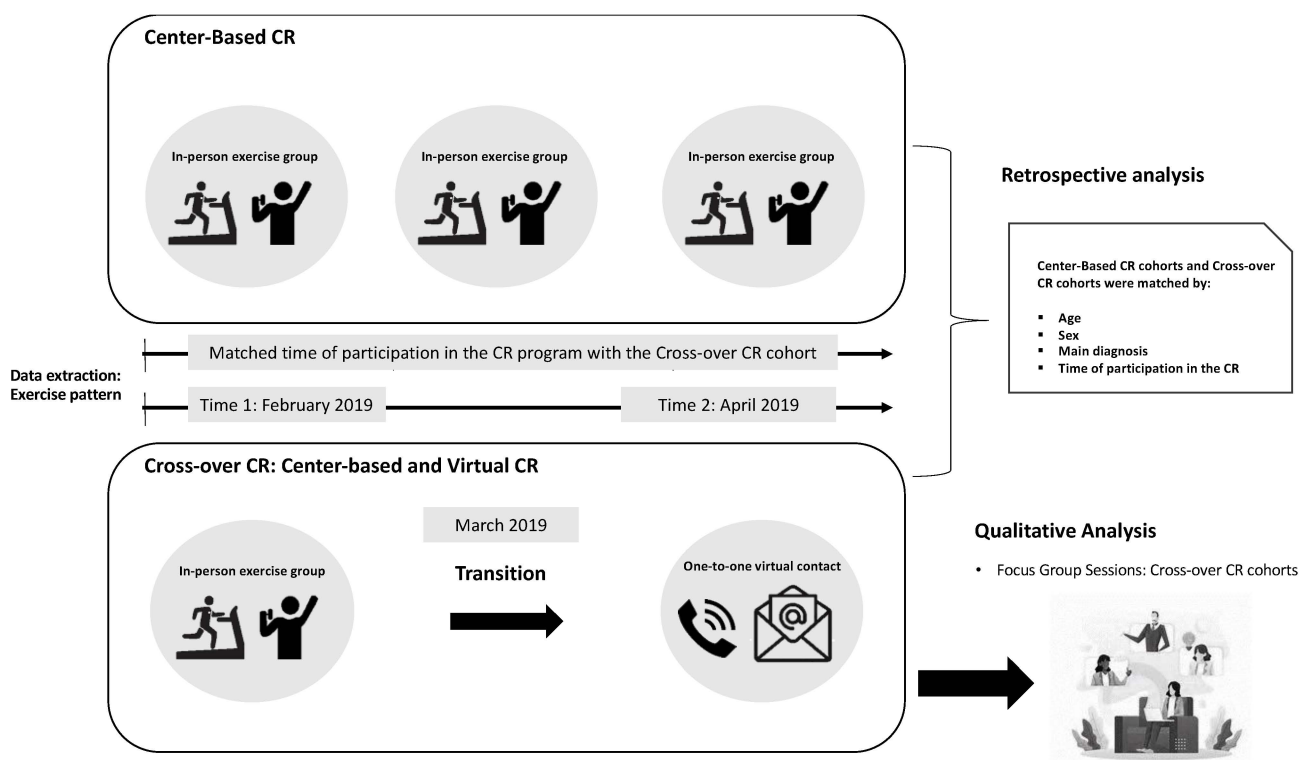 Center-Based CR
In-person exercise group
In-person exercise group
In-person exercise group
Matched time of participation in the CR program with the Cross-over CR cohort
Data extraction:
Exercise pattern
Time 1: February 2019
Time 2: April 2019
Cross-over CR: Center-based and Virtual CR
In-person exercise group
March 2019
Transition
One-to-one virtual contact
@
Retrospective analysis
Center-Based CR cohorts and Cross-over
CR cohorts were matched by:
▪ Age
▪ Sex
▪ Main diagnosis
▪ Time of participation in the CR
Qualitative Analysis
• Focus Group Sessions: Cross-over CR cohorts